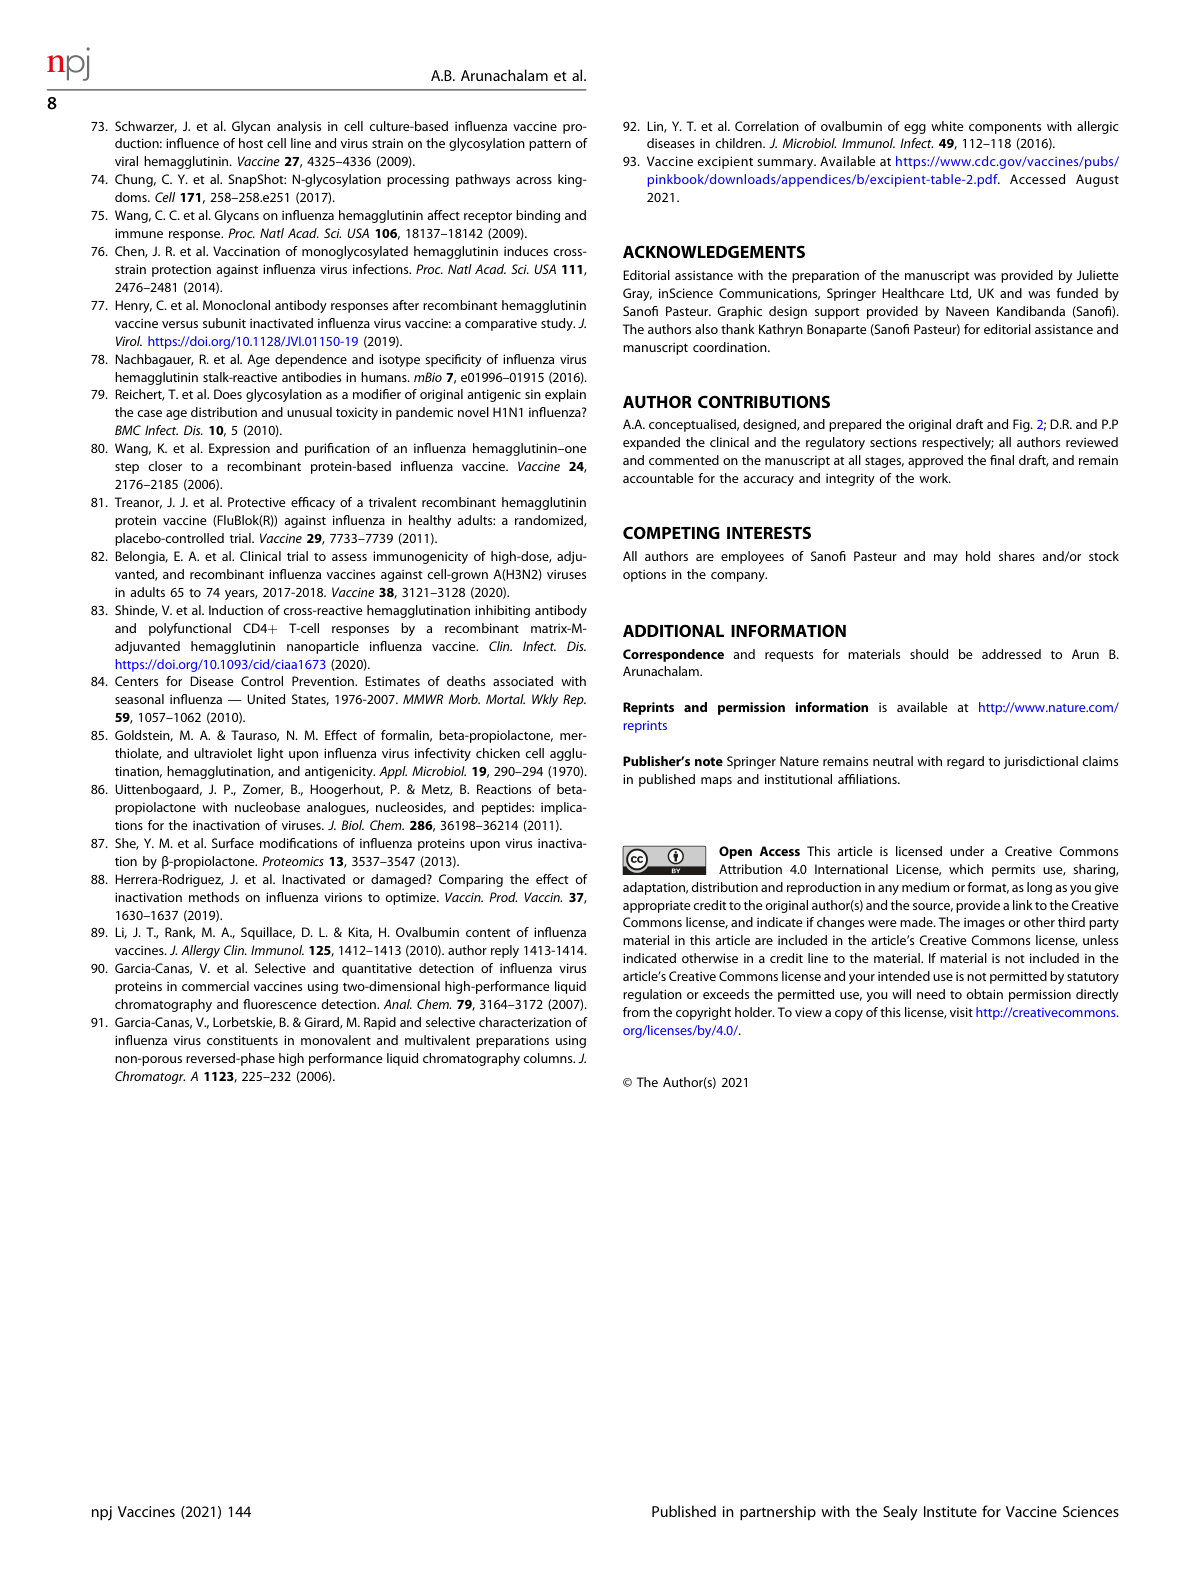 npj
A.B. Arunachalam et al.
8
73. Schwarzer, J. et al. Glycan analysis in cell culture-based influenza vaccine pro-
duction: influence of host cell line and virus strain on the glycosylation pattern of
viral hemagglutinin. Vaccine 27, 4325–4336 (2009).
74. Chung, C. Y. et al. SnapShot: N-glycosylation processing pathways across king-
doms. Cell 171, 258–258.e251 (2017).
75. Wang, C. C. et al. Glycans on influenza hemagglutinin affect receptor binding and
immune response. Proc. Natl Acad. Sci. USA 106, 18137–18142 (2009).
76. Chen, J. R. et al. Vaccination of monoglycosylated hemagglutinin induces cross-
strain protection against influenza virus infections. Proc. Natl Acad. Sci. USA 111,
2476–2481 (2014).
77. Henry, C. et al. Monoclonal antibody responses after recombinant hemagglutinin
vaccine versus subunit inactivated influenza virus vaccine: a comparative study. J.
Virol. https://doi.org/10.1128/JVI.01150-19 (2019).
78. Nachbagauer, R. et al. Age dependence and isotype specificity of influenza virus
hemagglutinin stalk-reactive antibodies in humans. mBio 7, e01996–01915 (2016).
79. Reichert, T. et al. Does glycosylation as a modifier of original antigenic sin explain
the case age distribution and unusual toxicity in pandemic novel H1N1 influenza?
BMC Infect. Dis. 10, 5 (2010).
80. Wang, K. et al. Expression and purification of an influenza hemagglutinin–one
step closer to a recombinant protein-based influenza vaccine. Vaccine 24,
2176–2185 (2006).
81. Treanor, J. J. et al. Protective efficacy of a trivalent recombinant hemagglutinin
protein vaccine (FluBlok(R)) against influenza in healthy adults: a randomized,
placebo-controlled trial. Vaccine 29, 7733–7739 (2011).
82. Belongia, E. A. et al. Clinical trial to assess immunogenicity of high-dose, adju-
vanted, and recombinant influenza vaccines against cell-grown A(H3N2) viruses
in adults 65 to 74 years, 2017-2018. Vaccine 38, 3121–3128 (2020).
83. Shinde, V. et al. Induction of cross-reactive hemagglutination inhibiting antibody
and polyfunctional CD4+ T-cell responses by a recombinant matrix-M-
adjuvanted hemagglutinin nanoparticle influenza vaccine. Clin. Infect. Dis.
https://doi.org/10.1093/cid/ciaa1673 (2020).
84. Centers for Disease Control Prevention. Estimates of deaths associated with
seasonal influenza — United States, 1976-2007. MMWR Morb. Mortal. Wkly Rep.
59, 1057–1062 (2010).
85. Goldstein, M. A. & Tauraso, N. M. Effect of formalin, beta-propiolactone, mer-
thiolate, and ultraviolet light upon influenza virus infectivity chicken cell agglu-
tination, hemagglutination, and antigenicity. Appl. Microbiol. 19, 290–294 (1970).
86. Uittenbogaard, J. P., Zomer, B., Hoogerhout, P. & Metz, B. Reactions of beta-
propiolactone with nucleobase analogues, nucleosides, and peptides: implica-
tions for the inactivation of viruses. J. Biol. Chem. 286, 36198–36214 (2011).
87. She, Y. M. et al. Surface modifications of influenza proteins upon virus inactiva-
tion by β-propiolactone. Proteomics 13, 3537–3547 (2013).
88. Herrera-Rodriguez, J. et al. Inactivated or damaged? Comparing the effect of
inactivation methods on influenza virions to optimize. Vaccin. Prod. Vaccin. 37,
1630–1637 (2019).
89. Li, J. T., Rank, M. A., Squillace, D. L. & Kita, H. Ovalbumin content of influenza
vaccines. J. Allergy Clin. Immunol. 125, 1412–1413 (2010). author reply 1413-1414.
90. Garcia-Canas, V. et al. Selective and quantitative detection of influenza virus
proteins in commercial vaccines using two-dimensional high-performance liquid
chromatography and fluorescence detection. Anal. Chem. 79, 3164–3172 (2007).
91. Garcia-Canas, V., Lorbetskie, B. & Girard, M. Rapid and selective characterization of
influenza virus constituents in monovalent and multivalent preparations using
non-porous reversed-phase high performance liquid chromatography columns. J.
Chromatogr. A 1123, 225–232 (2006).
92. Lin, Y. T. et al. Correlation of ovalbumin of egg white components with allergic
diseases in children. J. Microbiol. Immunol. Infect. 49, 112–118 (2016).
93. Vaccine excipient summary. Available at https://www.cdc.gov/vaccines/pubs/
pinkbook/downloads/appendices/b/excipient-table-2.pdf. Accessed August
2021.
ACKNOWLEDGEMENTS
Editorial assistance with the preparation of the manuscript was provided by Juliette
Gray, inScience Communications, Springer Healthcare Ltd, UK and was funded by
Sanofi Pasteur. Graphic design support provided by Naveen Kandibanda (Sanofi).
The authors also thank Kathryn Bonaparte (Sanofi Pasteur) for editorial assistance and
manuscript coordination.
AUTHOR CONTRIBUTIONS
A.A. conceptualised, designed, and prepared the original draft and Fig. 2; D.R. and P.P
expanded the clinical and the regulatory sections respectively; all authors reviewed
and commented on the manuscript at all stages, approved the final draft, and remain
accountable for the accuracy and integrity of the work.
COMPETING INTERESTS
All authors are employees of Sanofi Pasteur and may hold shares and/or stock
options in the company.
ADDITIONAL INFORMATION
Correspondence and requests for materials should be addressed to Arun B.
Arunachalam.
Reprints and permission information is available at http://www.nature.com/
reprints
Publisher's note Springer Nature remains neutral with regard to jurisdictional claims
in published maps and institutional affiliations.
cc BY
Open Access This article is licensed under a Creative Commons
Attribution 4.0 International License, which permits use, sharing,
adaptation, distribution and reproduction in any medium or format, as long as you give
appropriate credit to the original author(s) and the source, provide a link to the Creative
Commons license, and indicate if changes were made. The images or other third party
material in this article are included in the article's Creative Commons license, unless
indicated otherwise in a credit line to the material. If material is not included in the
article's Creative Commons license and your intended use is not permitted by statutory
regulation or exceeds the permitted use, you will need to obtain permission directly
from the copyright holder. To view a copy of this license, visit http://creativecommons.
org/licenses/by/4.0/.
© The Author(s) 2021
npj Vaccines (2021) 144
Published in partnership with the Sealy Institute for Vaccine Sciences